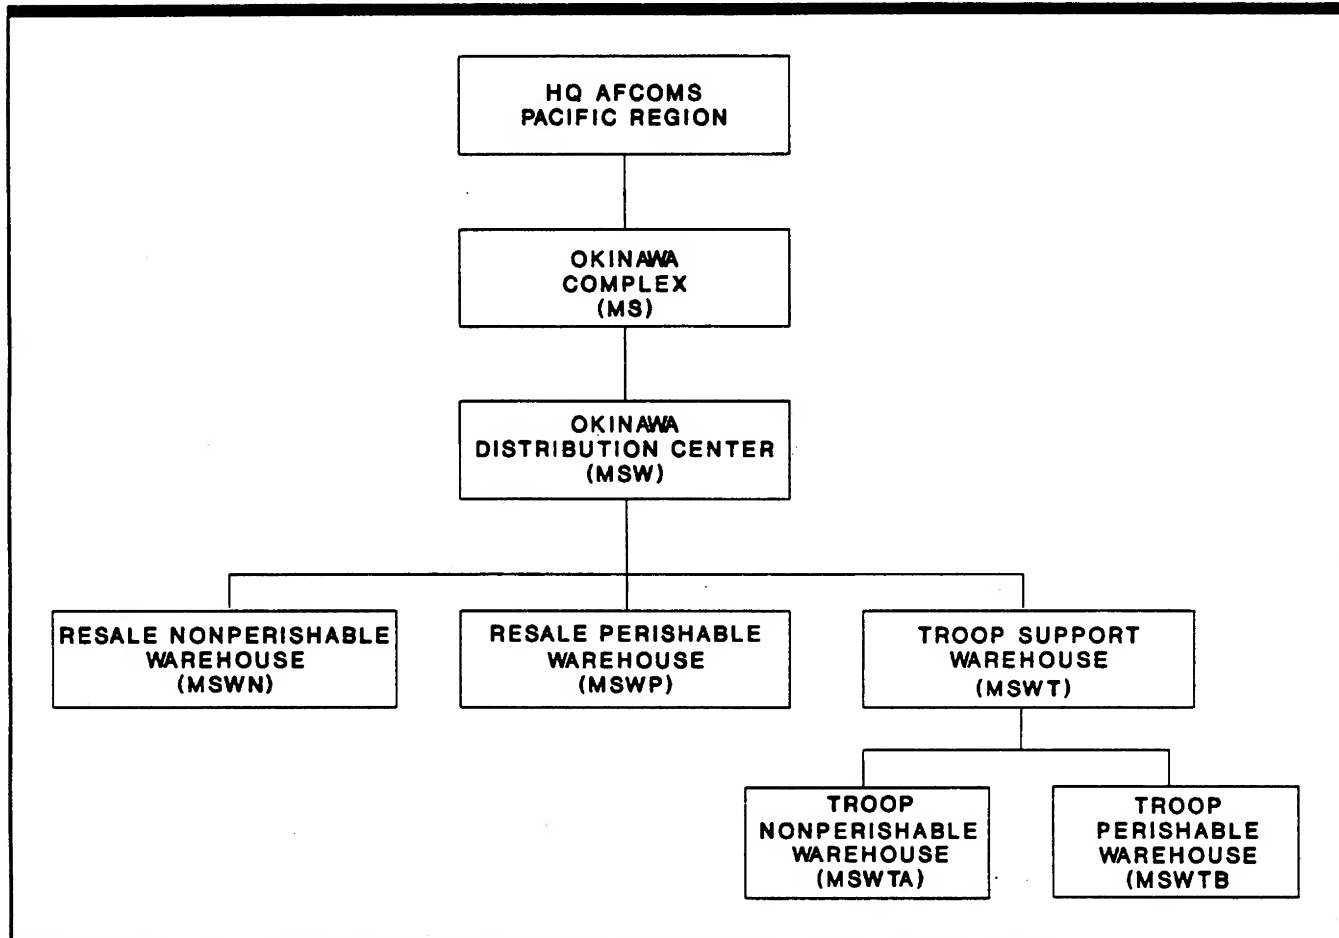 HQ AFCOMS
PACIFIC REGION
OKINAWA
COMPLEX
(MS)
OKINAWA
DISTRIBUTION CENTER
(MSW)
RESALE NONPERISHABLE
WAREHOUSE
(MSWN)
RESALE PERISHABLE
WAREHOUSE
(MSWP)
TROOP SUPPORT
WAREHOUSE
(MSWT)
TROOP
NONPERISHABLE
WAREHOUSE
(MSWTA)
TROOP
PERISHABLE
WAREHOUSE
(MSWTB